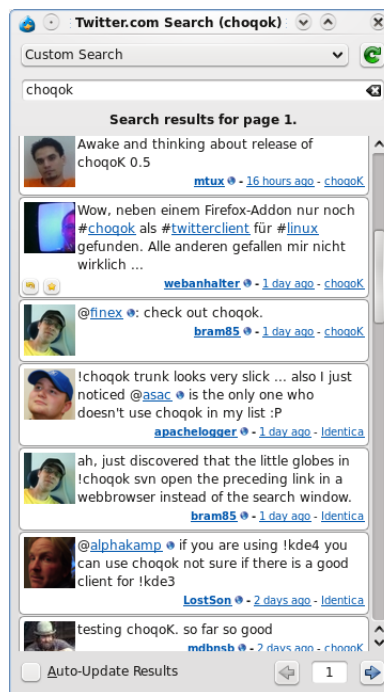 Twitter.com Search (choqok)
Custom Search
choqok
Search results for page 1.
Awake and thinking about release of
choqoK 0.5
mtux - 16 hours ago - choqoK
Wow, neben einem Firefox-Addon nur noch
#choqok als #twitterclient für #linux
gefunden. Alle anderen gefallen mir nicht
wirklich ...
webanhalter - 1 day ago - choqoK
@finex : check out choqok.
bram85 - 1 day ago - choqoK
!choqok trunk looks very slick ... also I just
noticed @asac is the only one who
doesn't use choqok in my list :P
apachelogger - 1 day ago - Identica
ah, just discovered that the little globes in
!choqok svn open the preceding link in a
webbrowser instead of the search window.
bram85 - 1 day ago - Identica
@alphakamp if you are using !kde4 you
can use choqok not sure if there is a good
client for !kde3
LostSon - 2 days ago - Identica
testing choqoK. so far so good
mdbnsb - 2 days ago - choqoK
Auto-Update Results
1